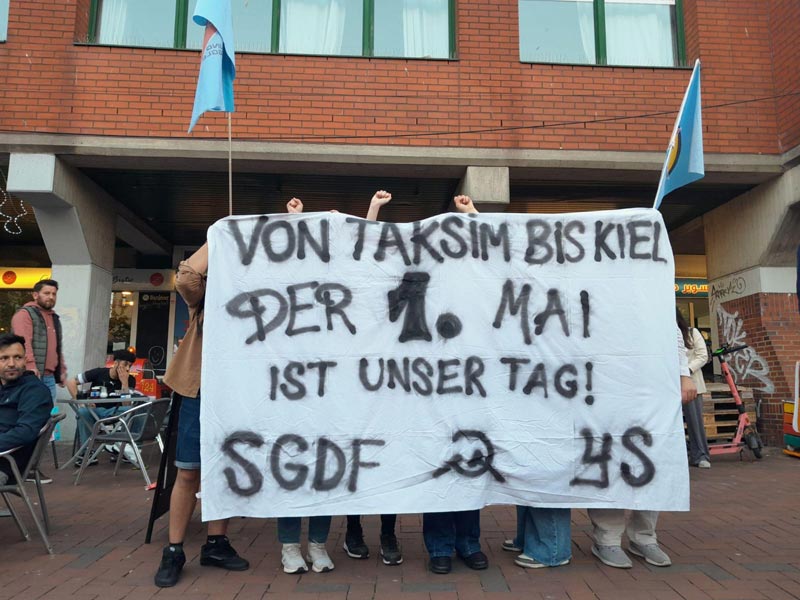 VON TAKSIM BIS KIEL
DER 1. MAI
IST UNSER TAG!
SGDF YS